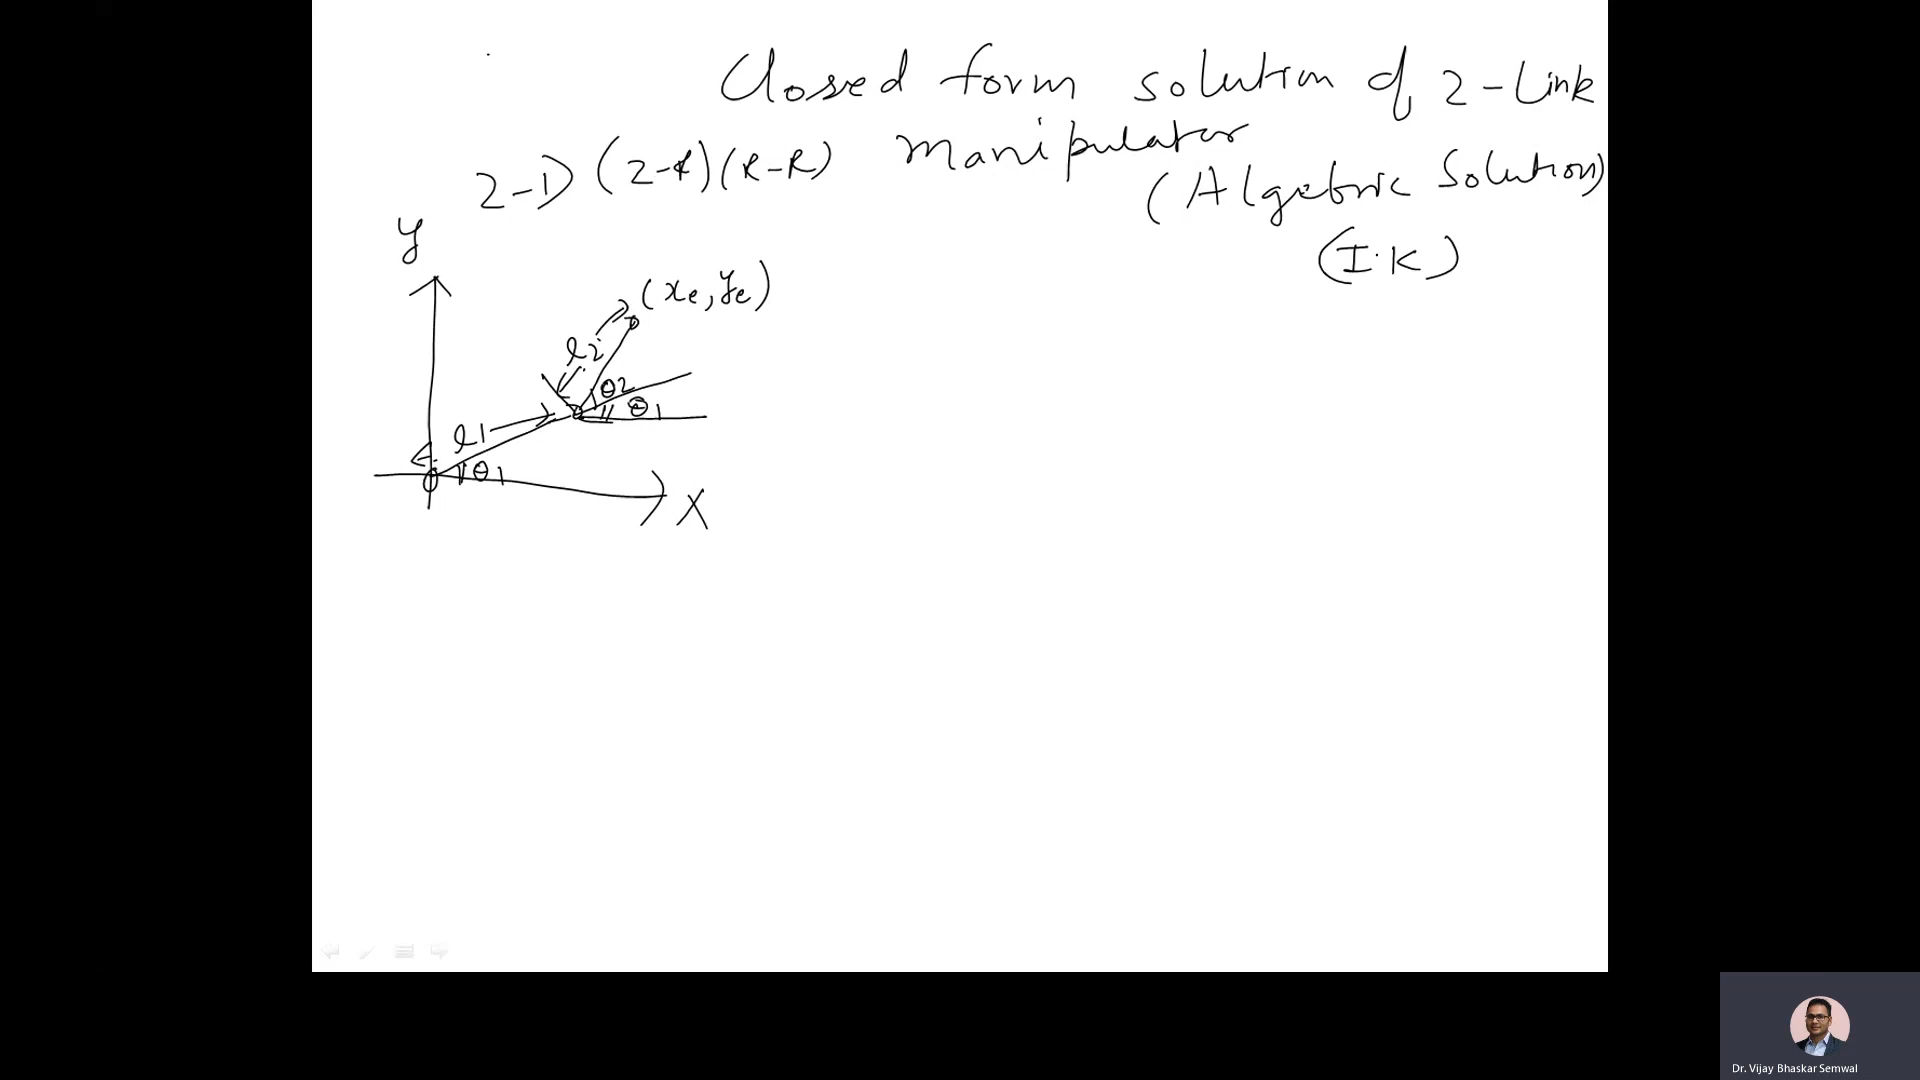 Closed form solution of 2-Link
2-D (2-R) (R-R) manipulator
(Algebric Solution)
(I.K)
y
(xe, ye)
l2
θ2
θ1
l1
θ1
X
Dr. Vijay Bhaskar Semwal